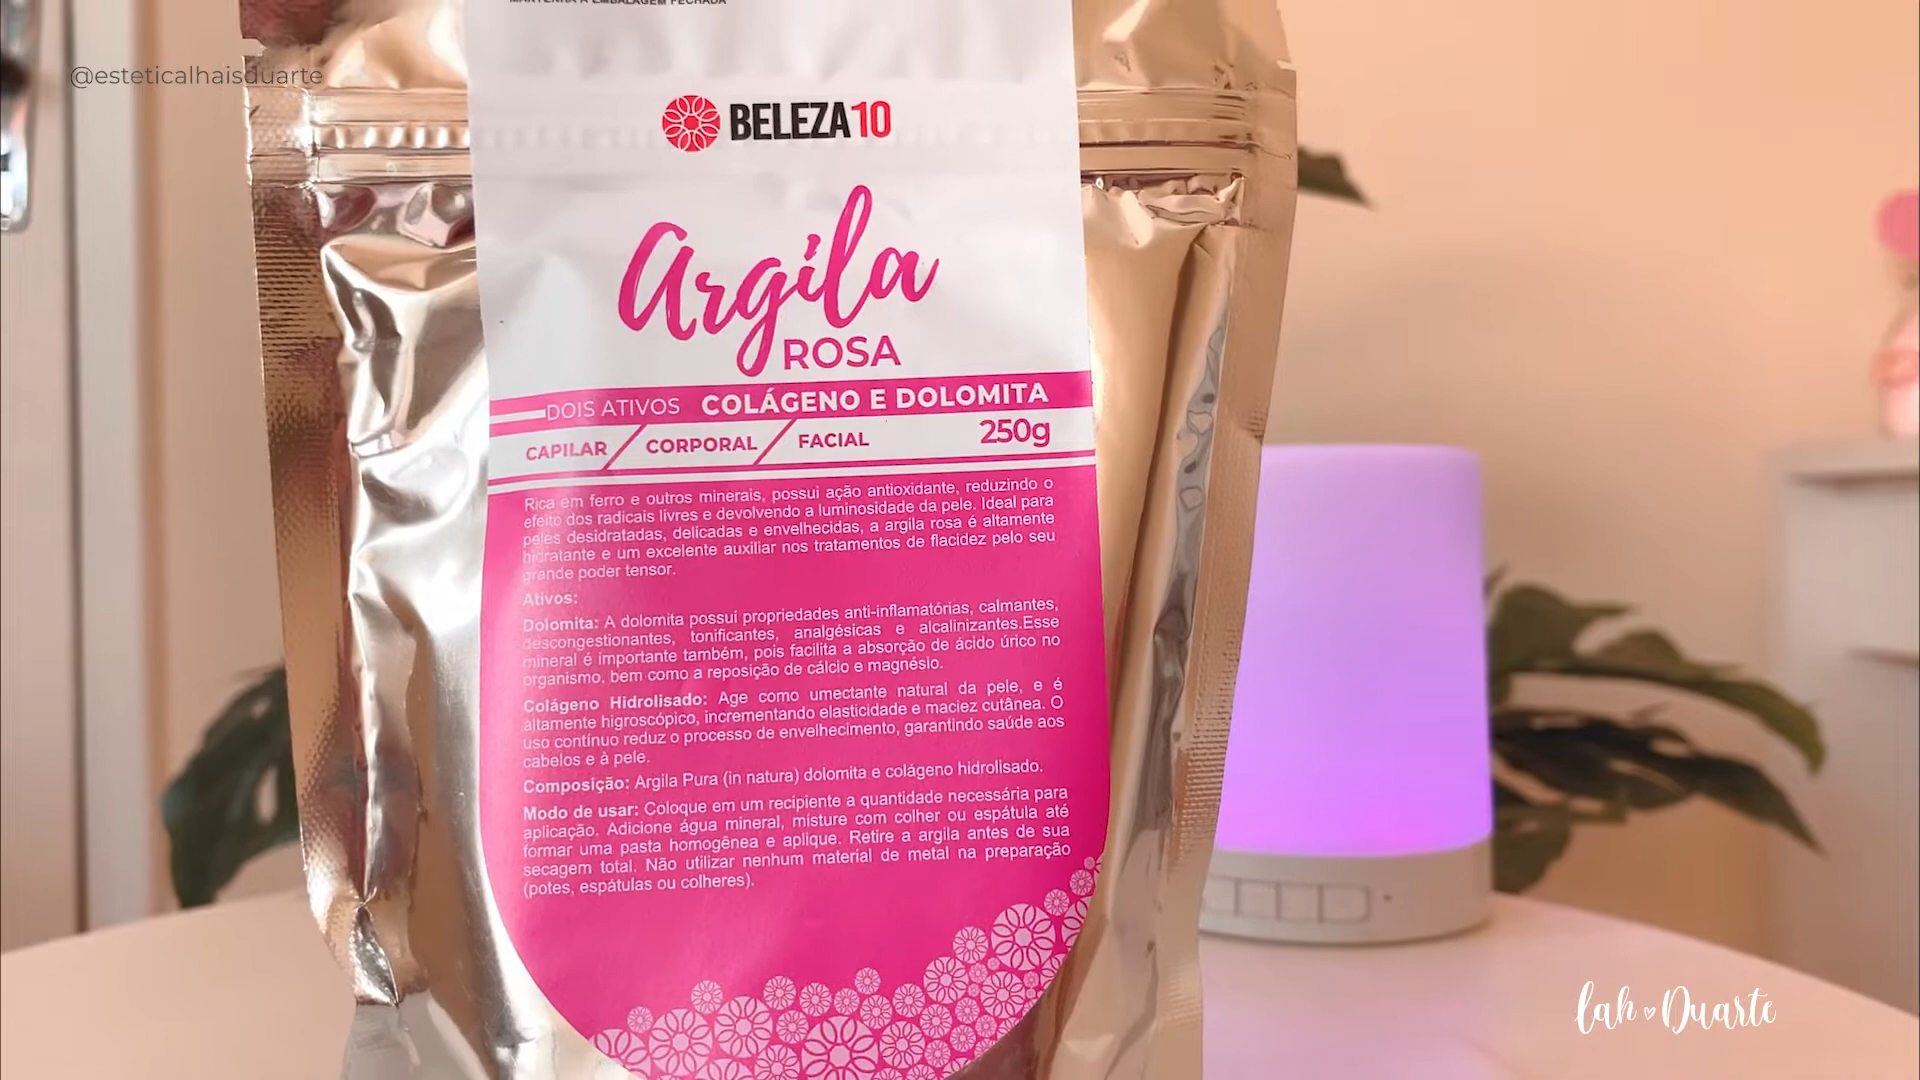 MANTENHA A EMBALAGEM FECHADA
@esteticalhaisduarte
BELEZA10
Argila
ROSA
DOIS ATIVOS COLÁGENO E DOLOMITA
CAPILAR / CORPORAL / FACIAL 250g
Rica em ferro e outros minerais, possui ação antioxidante, reduzindo o
efeito dos radicais livres e devolvendo a luminosidade da pele. Ideal para
peles desidratadas, delicadas e envelhecidas, a argila rosa é altamente
hidratante e um excelente auxiliar nos tratamentos de flacidez pelo seu
grande poder tensor.
Ativos:
Dolomita: A dolomita possui propriedades anti-inflamatórias, calmantes,
descongestionantes, tonificantes, analgésicas e alcalinizantes.Esse
mineral é importante também, pois facilita a absorção de ácido úrico no
organismo, bem como a reposição de cálcio e magnésio.
Colágeno Hidrolisado: Age como umectante natural da pele, e é
altamente higroscópico, incrementando elasticidade e maciez cutânea. O
uso contínuo reduz o processo de envelhecimento, garantindo saúde aos
cabelos e à pele.
Composição: Argila Pura (in natura) dolomita e colágeno hidrolisado.
Modo de usar: Coloque em um recipiente a quantidade necessária para
aplicação. Adicione água mineral, misture com colher ou espátula até
formar uma pasta homogênea e aplique. Retire a argila antes de sua
secagem total. Não utilizar nenhum material de metal na preparação
(potes, espátulas ou colheres).
Lah Duarte